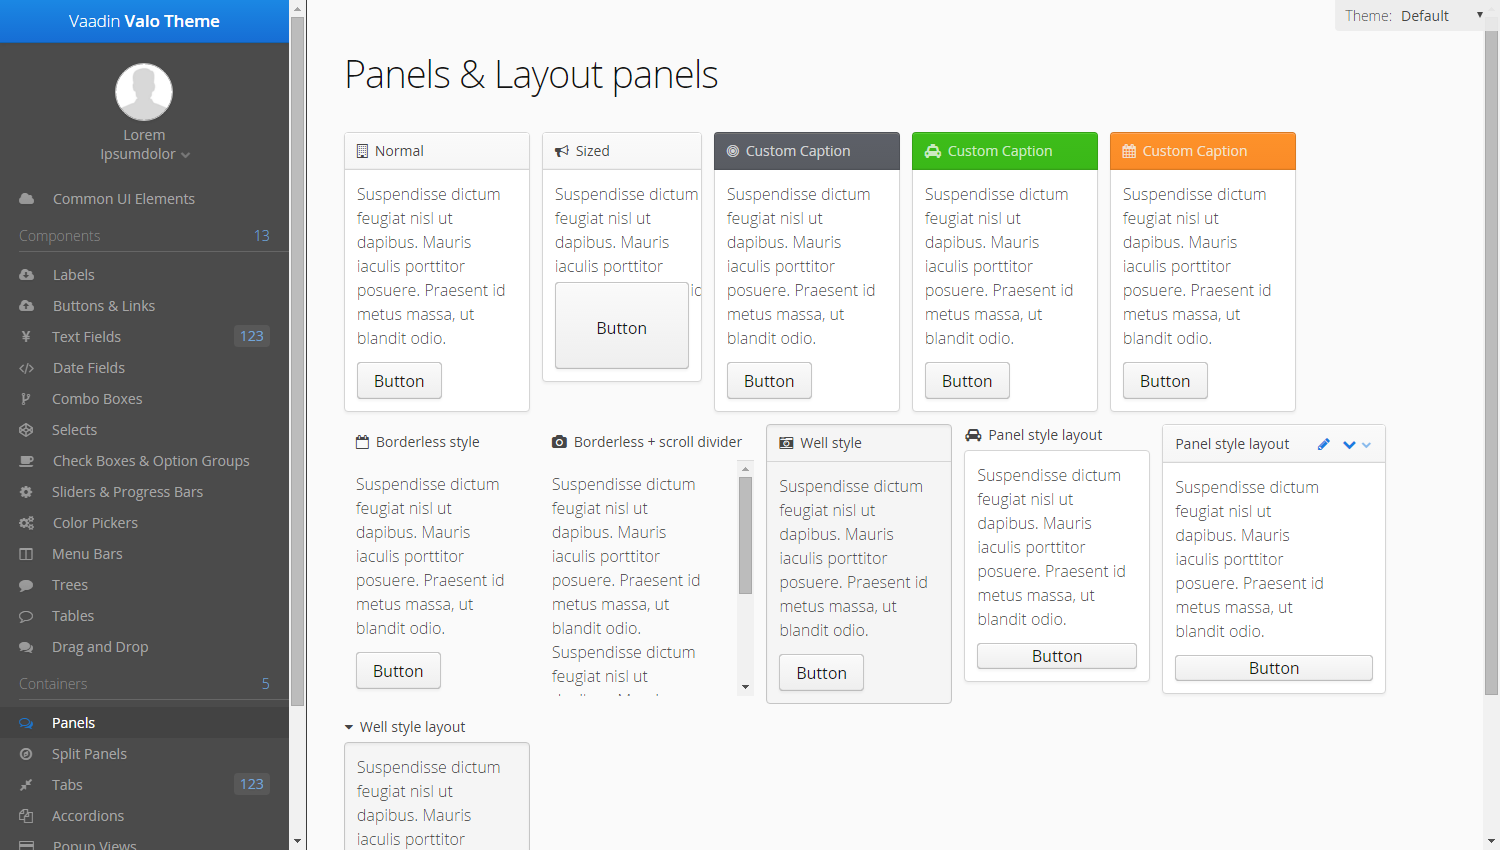 Vaadin Valo Theme
Lorem
Ipsumdolor
Common UI Elements
Components 13
Labels
Buttons & Links
Text Fields 123
Date Fields
Combo Boxes
Selects
Check Boxes & Option Groups
Sliders & Progress Bars
Color Pickers
Menu Bars
Trees
Tables
Drag and Drop
Containers 5
Panels
Split Panels
Tabs 123
Accordions
Popup Views
Theme: Default
Panels & Layout panels
Normal
Suspendisse dictum
feugiat nisl ut
dapibus. Mauris
iaculis porttitor
posuere. Praesent id
metus massa, ut
blandit odio.
Button
Sized
Suspendisse dictum
feugiat nisl ut
dapibus. Mauris
iaculis porttitor
id
Button
Custom Caption
Suspendisse dictum
feugiat nisl ut
dapibus. Mauris
iaculis porttitor
posuere. Praesent id
metus massa, ut
blandit odio.
Button
Custom Caption
Suspendisse dictum
feugiat nisl ut
dapibus. Mauris
iaculis porttitor
posuere. Praesent id
metus massa, ut
blandit odio.
Button
Custom Caption
Suspendisse dictum
feugiat nisl ut
dapibus. Mauris
iaculis porttitor
posuere. Praesent id
metus massa, ut
blandit odio.
Button
Borderless style
Suspendisse dictum
feugiat nisl ut
dapibus. Mauris
iaculis porttitor
posuere. Praesent id
metus massa, ut
blandit odio.
Button
Borderless + scroll divider
Suspendisse dictum
feugiat nisl ut
dapibus. Mauris
iaculis porttitor
posuere. Praesent id
metus massa, ut
blandit odio.
Suspendisse dictum
feugiat nisl ut
Well style
Suspendisse dictum
feugiat nisl ut
dapibus. Mauris
iaculis porttitor
posuere. Praesent id
metus massa, ut
blandit odio.
Button
Panel style layout
Suspendisse dictum
feugiat nisl ut
dapibus. Mauris
iaculis porttitor
posuere. Praesent id
metus massa, ut
blandit odio.
Button
Panel style layout
Suspendisse dictum
feugiat nisl ut
dapibus. Mauris
iaculis porttitor
posuere. Praesent id
metus massa, ut
blandit odio.
Button
Well style layout
Suspendisse dictum
feugiat nisl ut
dapibus. Mauris
iaculis porttitor